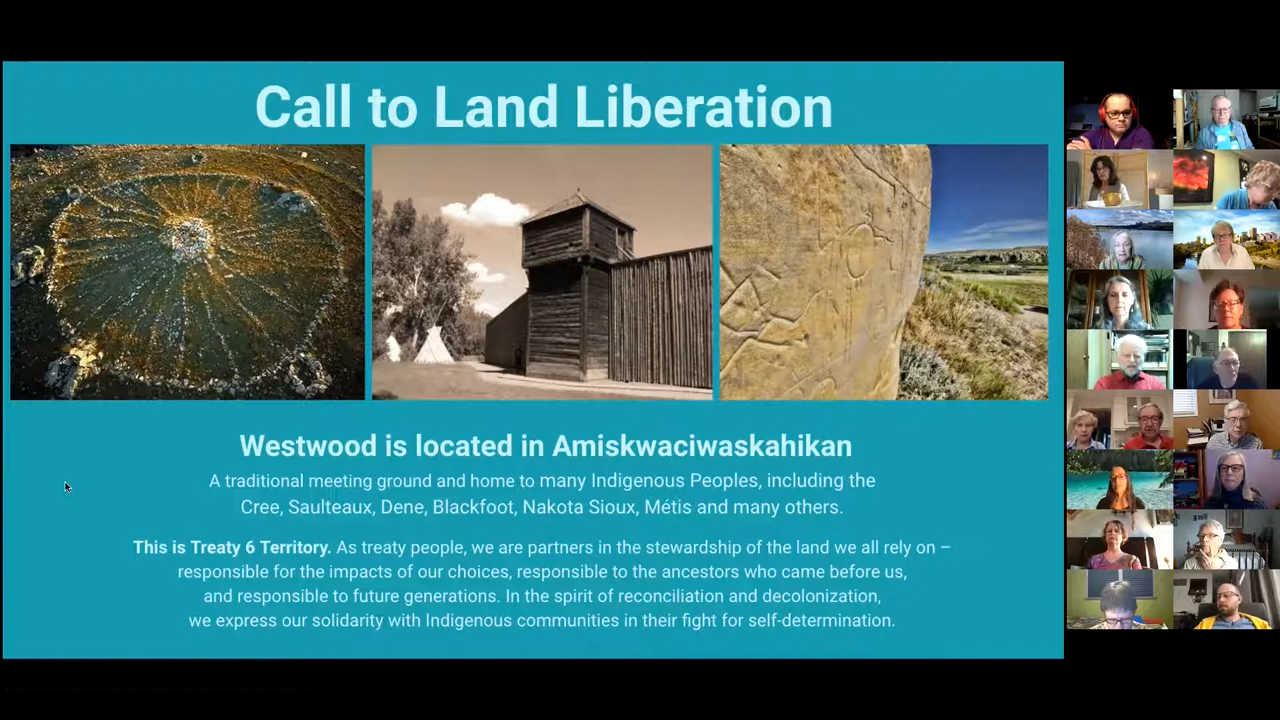 Call to Land Liberation
Westwood is located in Amiskwaciwaskahikan
A traditional meeting ground and home to many Indigenous Peoples, including the
Cree, Saulteaux, Dene, Blackfoot, Nakota Sioux, Métis and many others.
This is Treaty 6 Territory. As treaty people, we are partners in the stewardship of the land we all rely on –
responsible for the impacts of our choices, responsible to the ancestors who came before us,
and responsible to future generations. In the spirit of reconciliation and decolonization,
we express our solidarity with Indigenous communities in their fight for self-determination.